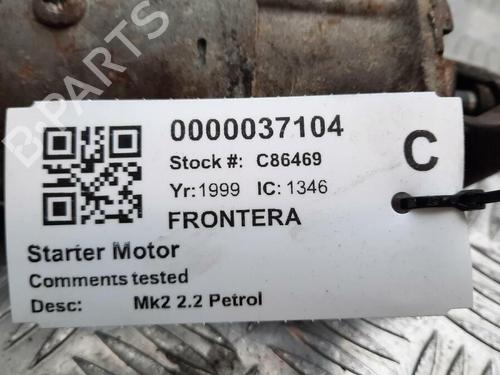 0000037104
C
Stock #: C86469
Yr:1999 IC:1346
FRONTERA
Starter Motor
Comments tested
Desc: Mk2 2.2 Petrol
B-PARTS